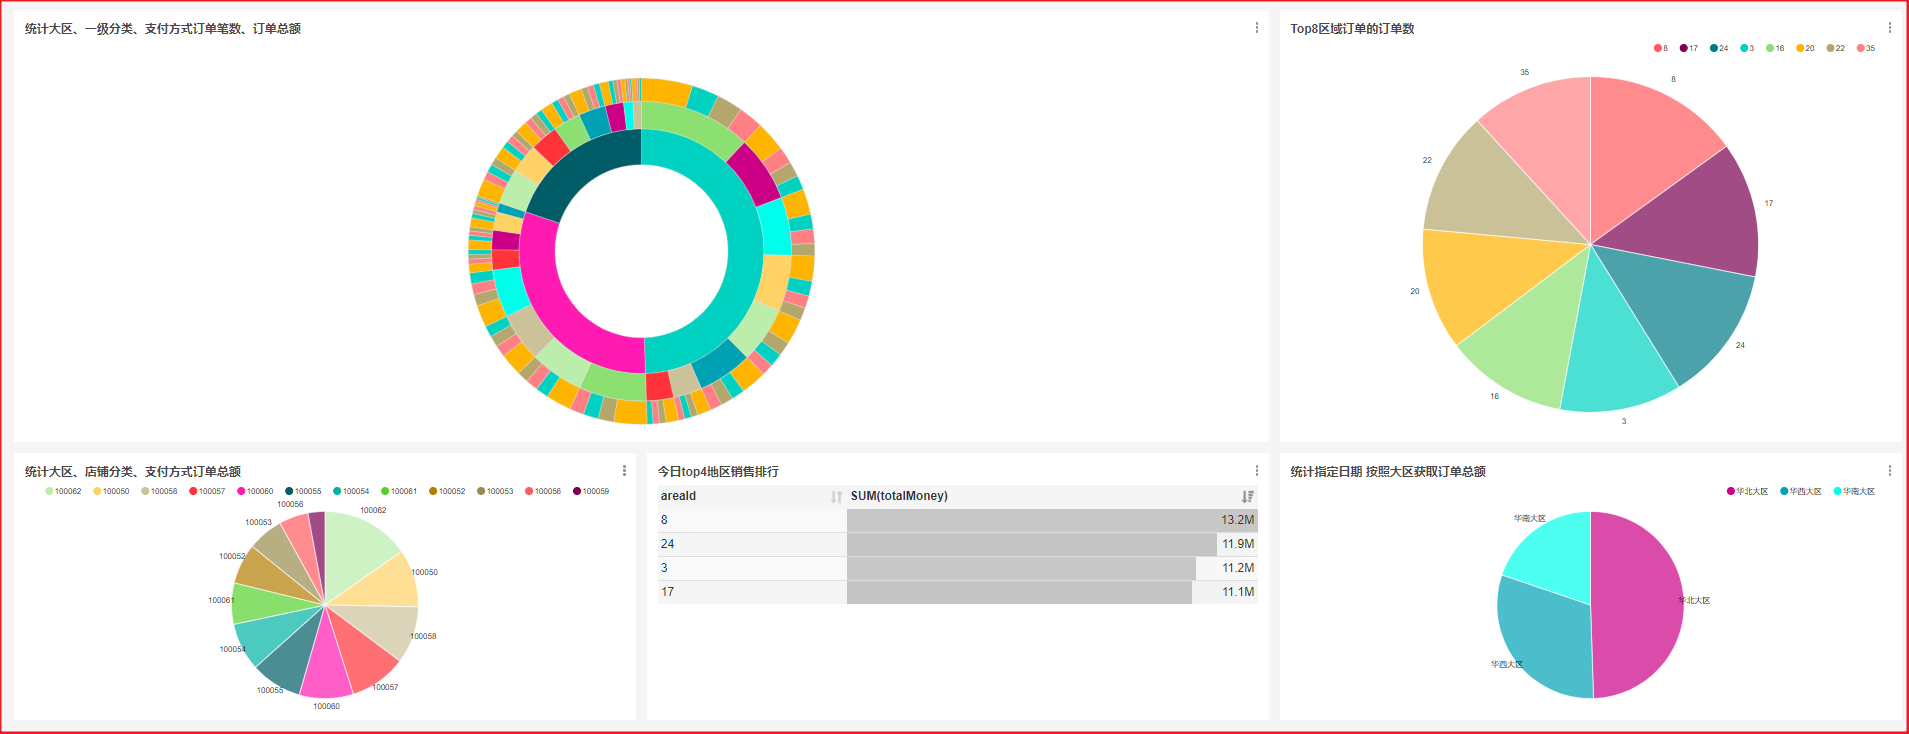 统计大区、一级分类、支付方式订单笔数、订单总额
Top8区域订单的订单数
8 17 24 3 16 20 22 35
35
8
22
17
20
24
16
3
统计大区、店铺分类、支付方式订单总额
100062 100050 100058 100057 100060 100055 100054 100061 100052 100053 100056 100059
100056
100062
100053
100052
100050
100061
100058
100054
100057
100055
100060
今日top4地区销售排行
areaId SUM(totalMoney)
8 13.2M
24 11.9M
3 11.2M
17 11.1M
统计指定日期 按照大区获取订单总额
华北大区 华西大区 华南大区
华南大区
华北大区
华西大区